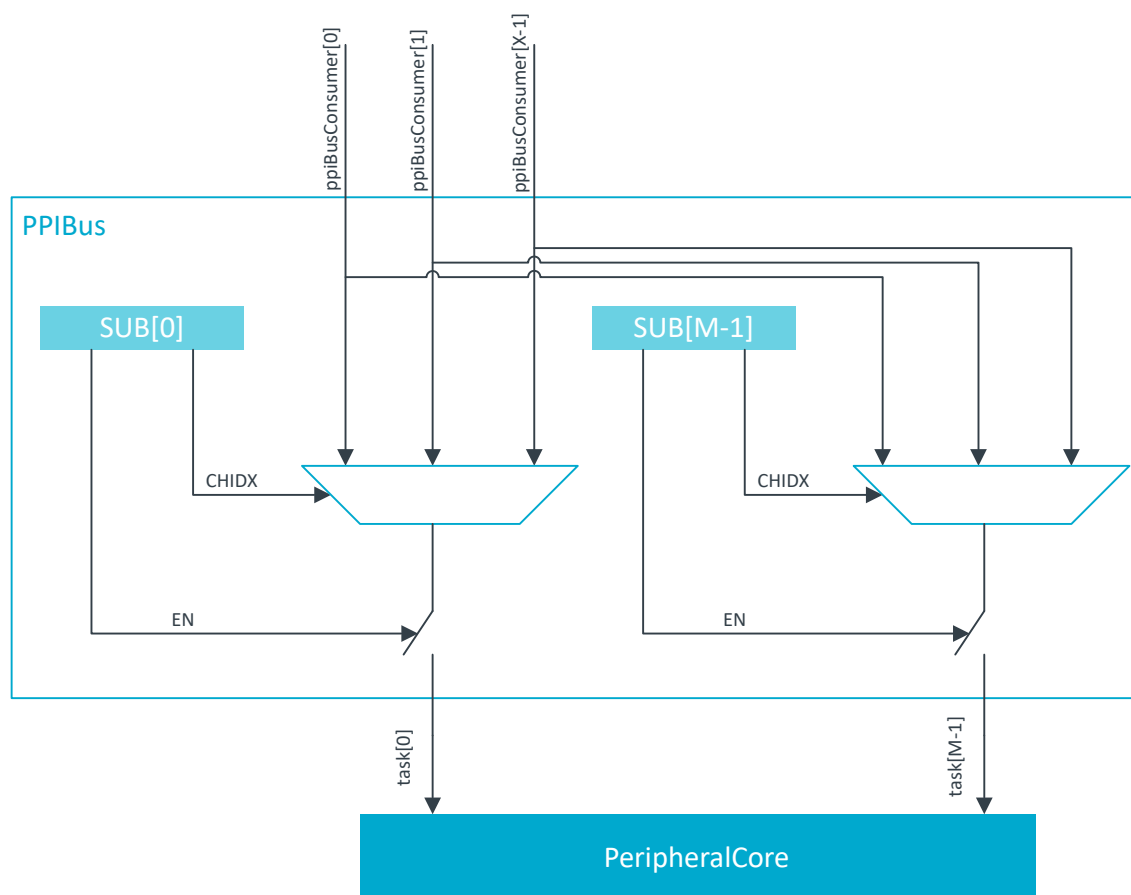 ppiBusConsumer[0]
ppiBusConsumer[1]
ppiBusConsumer[X-1]
PPIBus
SUB[0]
SUB[M-1]
CHIDX
CHIDX
EN
EN
task[0]
task[M-1]
PeripheralCore